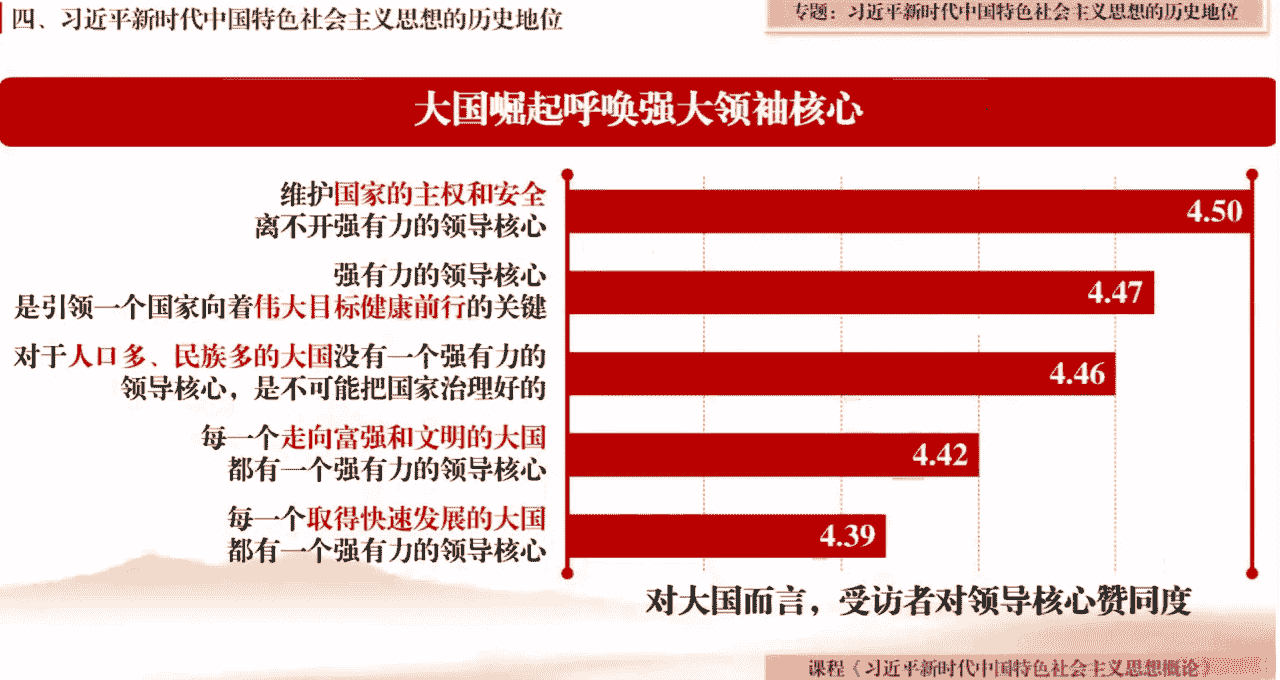 四、习近平新时代中国特色社会主义思想的历史地位
专题：习近平新时代中国特色社会主义思想的历史地位
大国崛起呼唤强大领袖核心
维护国家的主权和安全
离不开强有力的领导核心
4.50
强有力的领导核心
是引领一个国家向着伟大目标健康前行的关键
4.47
对于人口多、民族多的大国没有一个强有力的
领导核心，是不可能把国家治理好的
4.46
每一个走向富强和文明的大国
都有一个强有力的领导核心
4.42
每一个取得快速发展的大国
都有一个强有力的领导核心
4.39
对大国而言，受访者对领导核心赞同度
课程《习近平新时代中国特色社会主义思想概论》